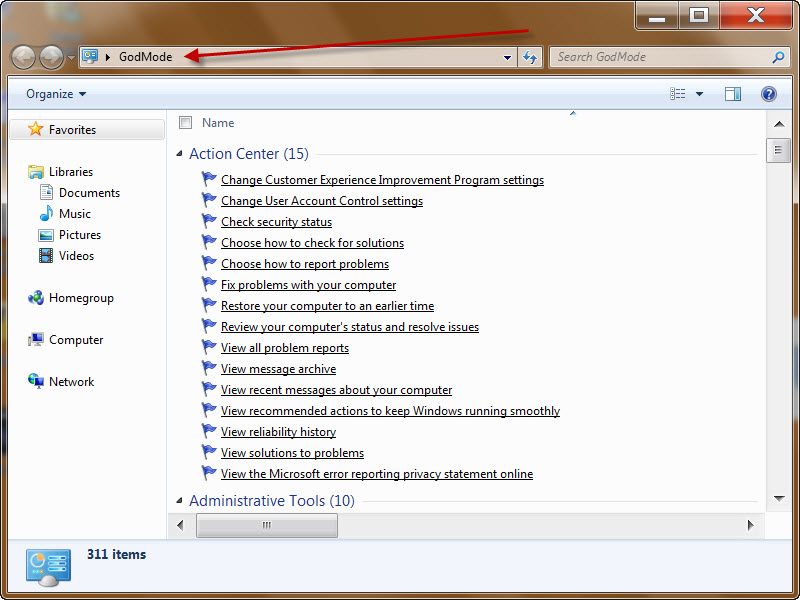 GodMode
Search GodMode
Organize
Name
Favorites
Libraries
Documents
Music
Pictures
Videos
Homegroup
Computer
Network
Action Center (15)
Change Customer Experience Improvement Program settings
Change User Account Control settings
Check security status
Choose how to check for solutions
Choose how to report problems
Fix problems with your computer
Restore your computer to an earlier time
Review your computer's status and resolve issues
View all problem reports
View message archive
View recent messages about your computer
View recommended actions to keep Windows running smoothly
View reliability history
View solutions to problems
View the Microsoft error reporting privacy statement online
Administrative Tools (10)
311 items